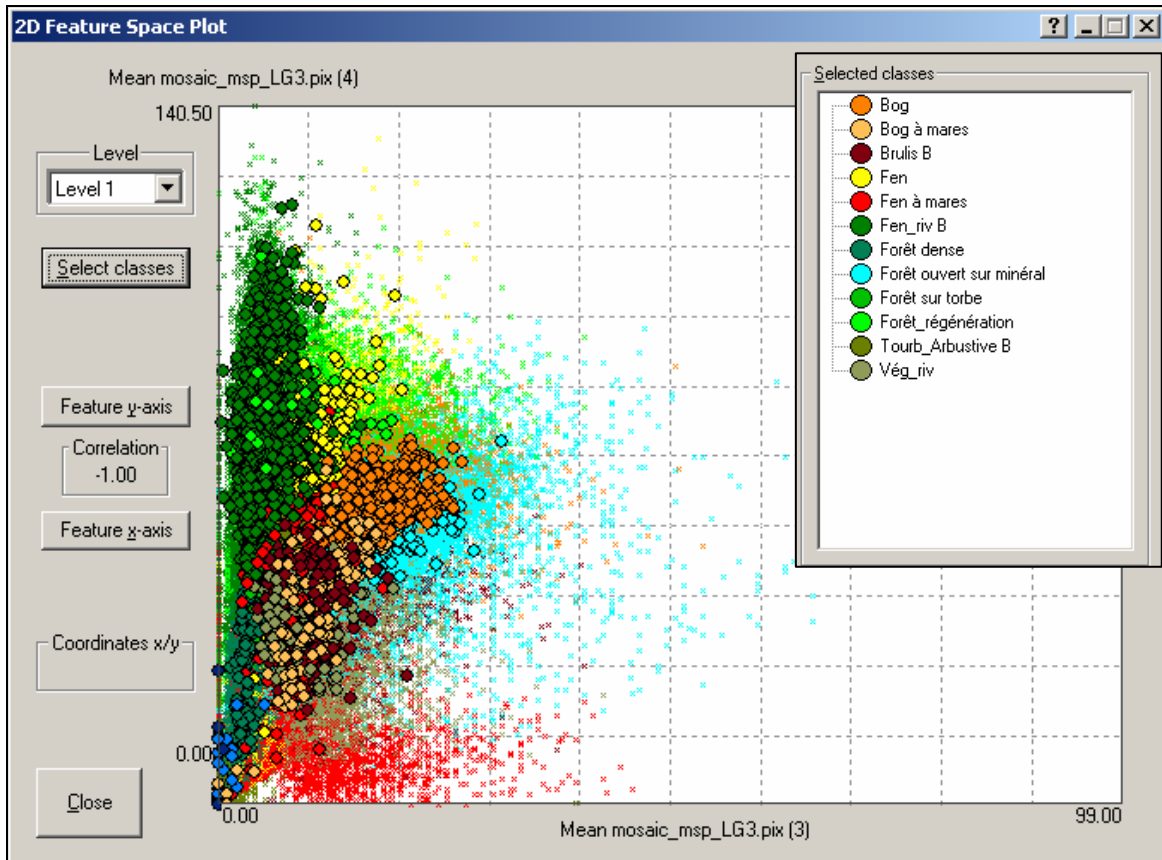 2D Feature Space Plot
Mean mosaic_msp_LG3.pix (4)
140.50
Level
Level 1
Select classes
Feature y-axis
Correlation
-1.00
Feature x-axis
Coordinates x/y
0.00
Close
0.00
99.00
Mean mosaic_msp_LG3.pix (3)
Selected classes
Bog
Bog à mares
Brulis B
Fen
Fen à mares
Fen_riv B
Forêt dense
Forêt ouvert sur minéral
Forêt sur torbe
Forêt_régénération
Tourb_Arbustive B
Vég_riv